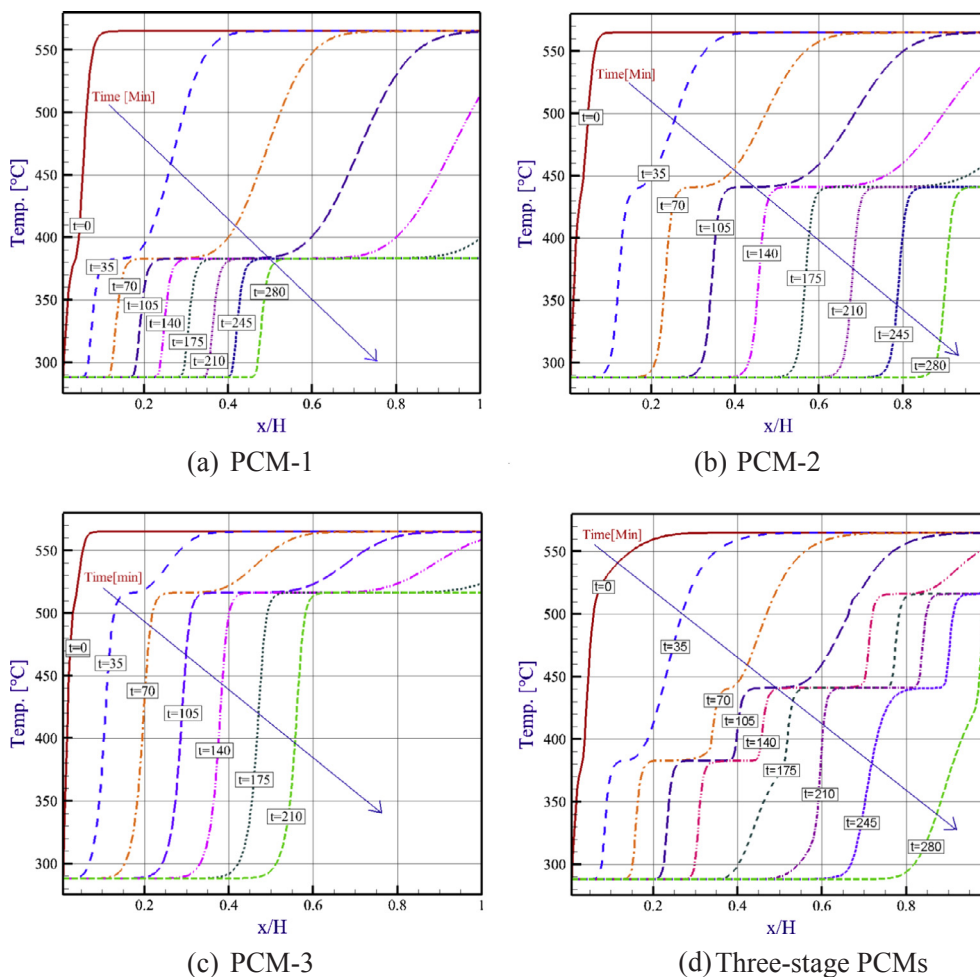 550
500
450
400
350
300
Temp. [°C]
Time [Min]
t=0
t=35
t=70
t=105
t=140
t=175
t=210
t=245
t=280
0.2 0.4 0.6 0.8 1
x/H
(a) PCM-1
550
500
450
400
350
300
Temp. [°C]
Time[Min]
t=0
t=35
t=70
t=105
t=140
t=175
t=210
t=245
t=280
0.2 0.4 0.6 0.8
x/H
(b) PCM-2
550
500
450
400
350
300
Temp. [°C]
Time[min]
t=0
t=35
t=70
t=105
t=140
t=175
t=210
0.2 0.4 0.6 0.8 1
x/H
(c) PCM-3
550
500
450
400
350
300
Temp. [°C]
Time[Min]
t=0
t=35
t=70
t=105
t=140
t=175
t=210
t=245
t=280
0.2 0.4 0.6 0.8
x/H
(d) Three-stage PCMs